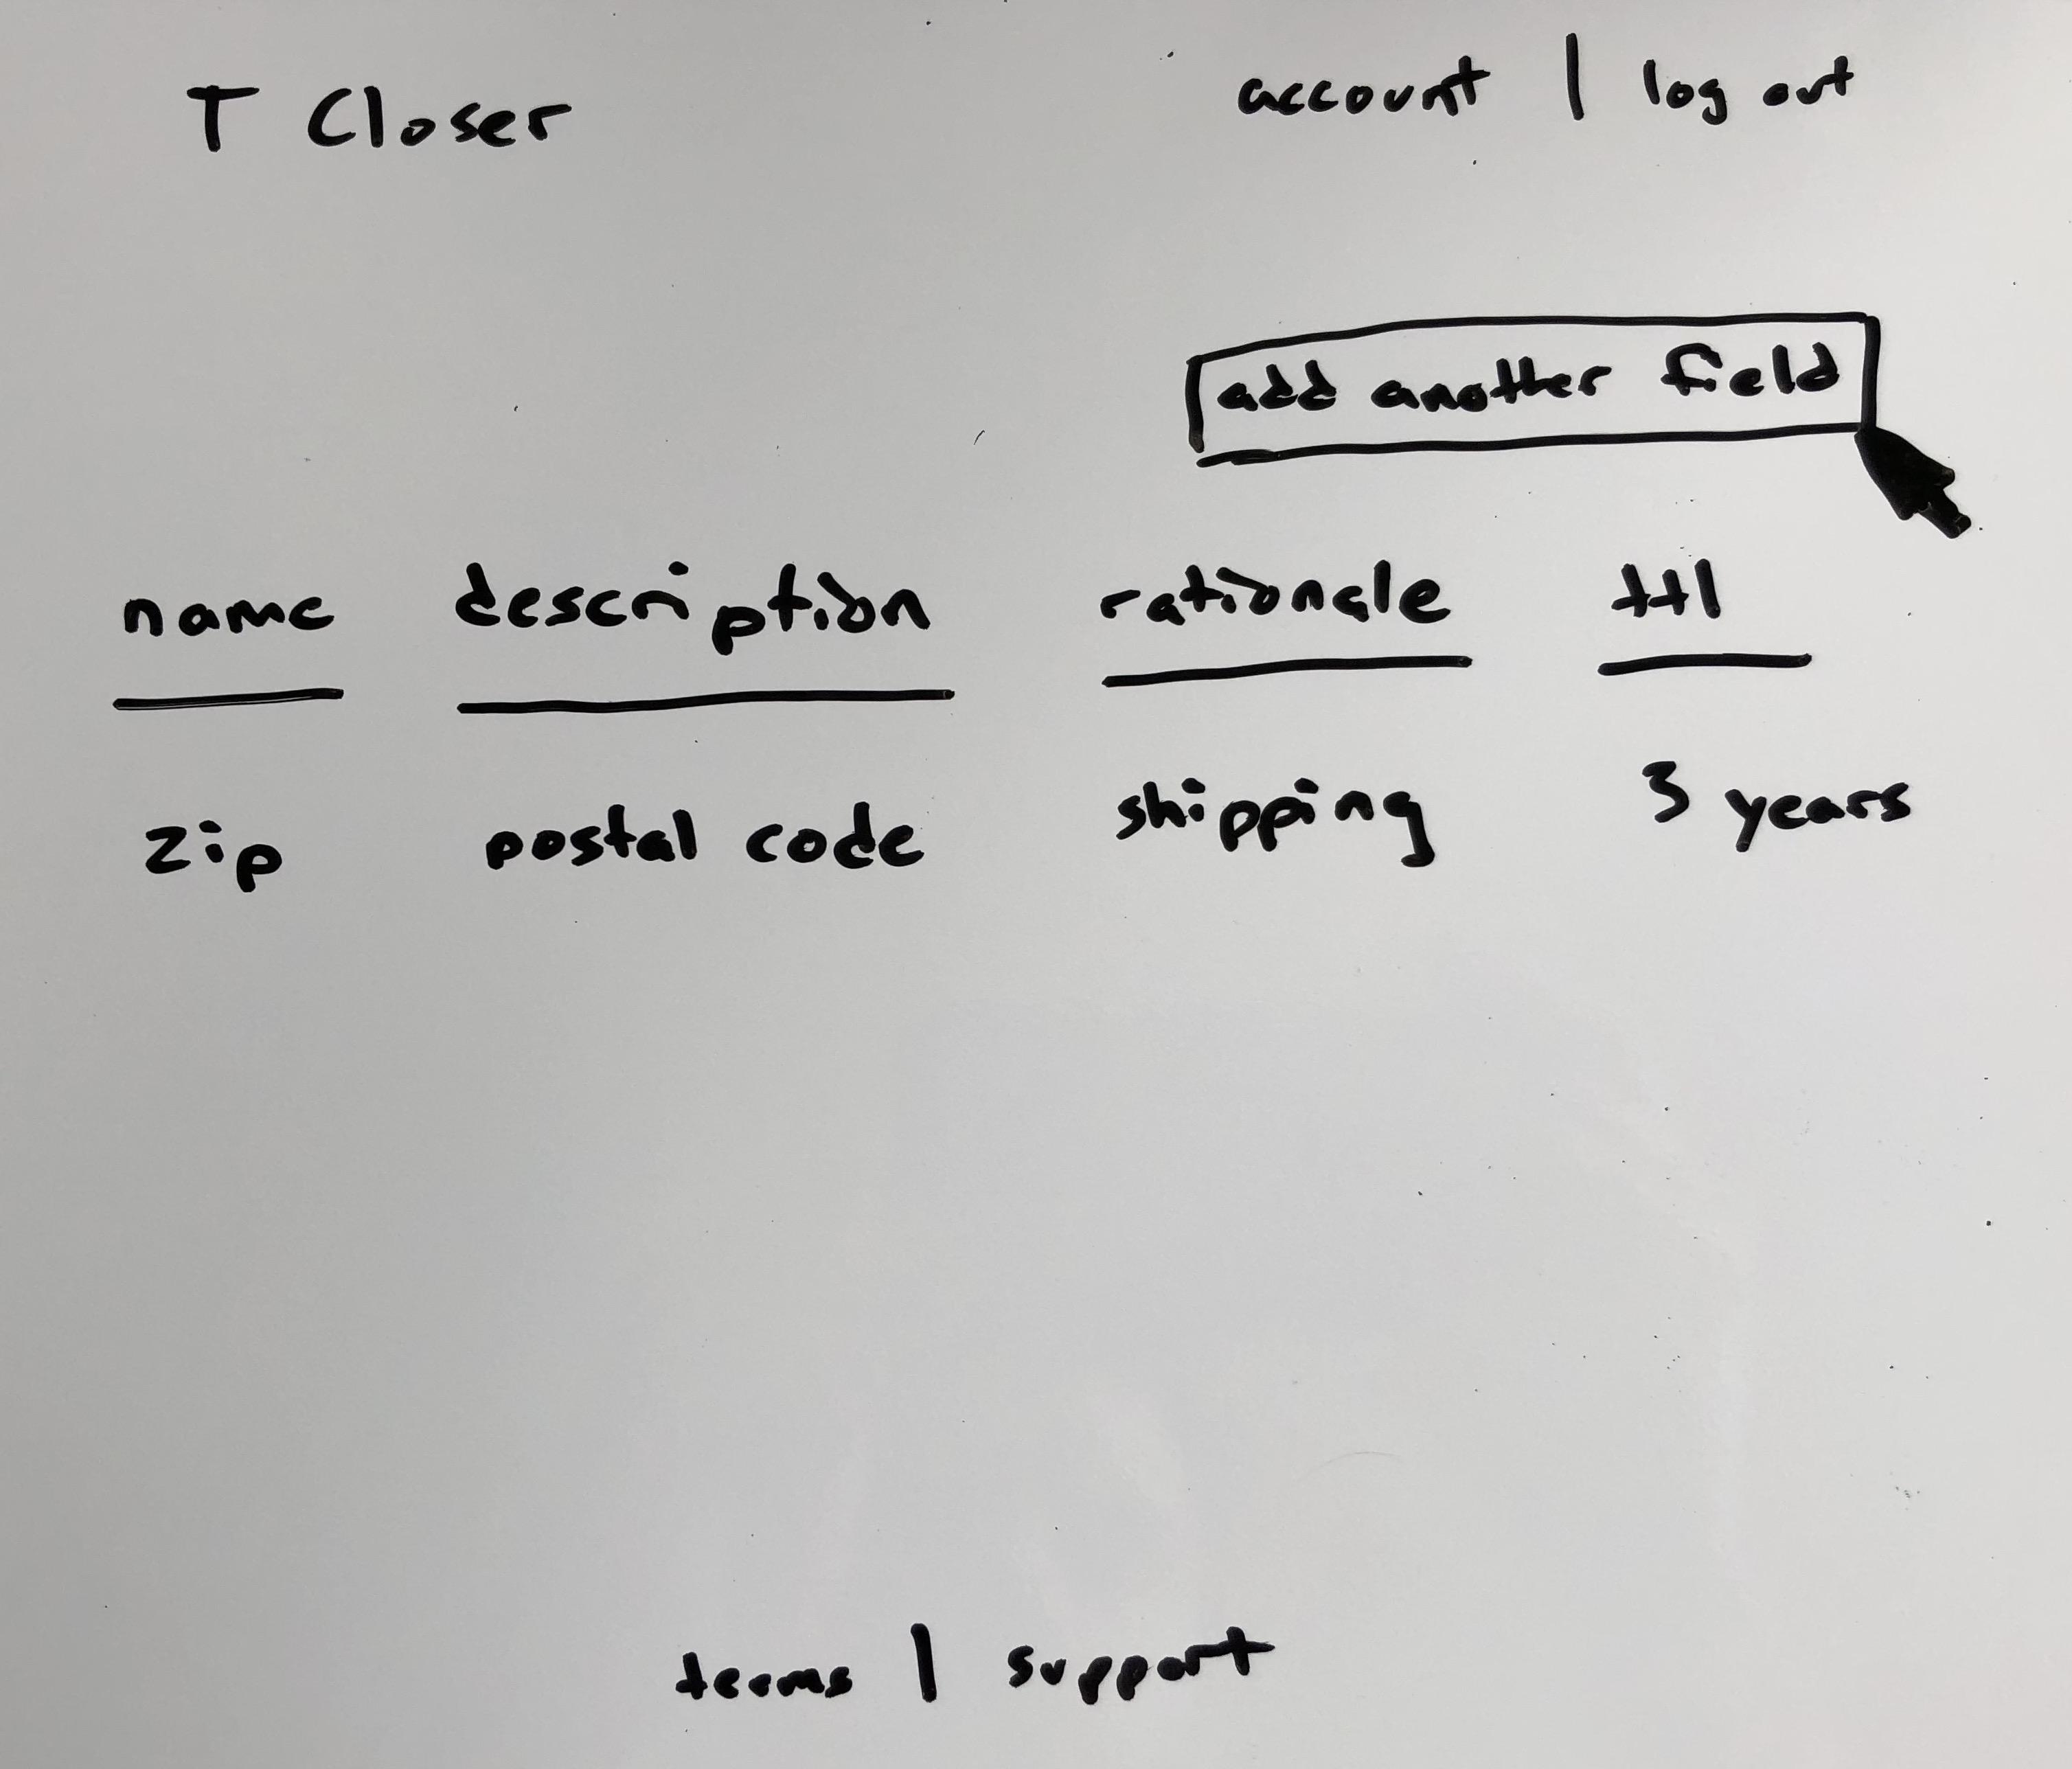 T Closer account | log out
add another field
name description rationale ttl
zip postal code shipping 3 years
terms | support